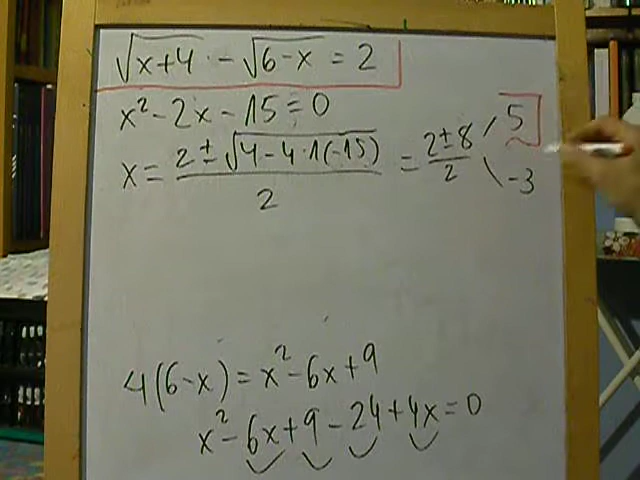 √x+4 - √6-x = 2
x² - 2x - 15 = 0
x = 2 ± √4 - 4·1(-15) / 2 = 2 ± 8 / 2 5 -3
4(6-x) = x² - 6x + 9
x² - 6x + 9 - 24 + 4x = 0